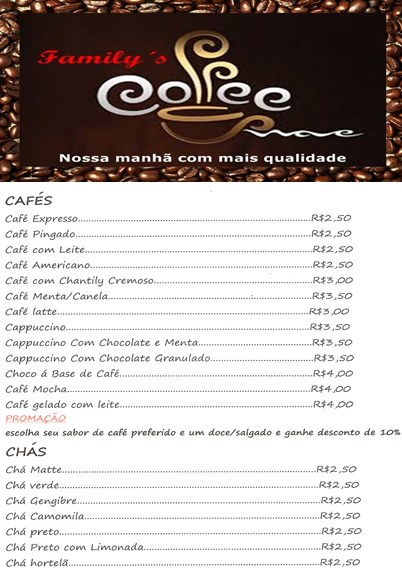 Family´s
Coffee
Nossa manhã com mais qualidade
CAFÉS
Café Expresso.......................................................................R$2,50
Café Pingado........................................................................R$2,50
Café com Leite.....................................................................R$2,50
Café Americano....................................................................R$2,50
Café com Chantily Cremoso................................................R$3,00
Café Menta/Canela..............................................................R$3,50
Café latte.............................................................................R$3,00
Cappuccino..........................................................................R$3,50
Cappuccino Com Chocolate e Menta...................................R$3,50
Cappuccino Com Chocolate Granulado...............................R$3,50
Choco á Base de Café...........................................................R$4,00
Café Mocha..........................................................................R$4,00
Café gelado com leite...........................................................R$4,00
PROMAÇÃO
escolha seu sabor de café preferido e um doce/salgado e ganhe desconto de 10%
CHÁS
Chá Matte............................................................................R$2,50
Chá verde.............................................................................R$2,50
Chá Gengibre........................................................................R$2,50
Chá Camomila......................................................................R$2,50
Chá preto..............................................................................R$2,50
Chá Preto com Limonada.....................................................R$2,50
Chá hortelã...........................................................................R$2,50